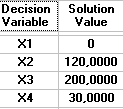 Decision Solution
Variable Value
X1 0
X2 120,0000
X3 200,0000
X4 30,0000